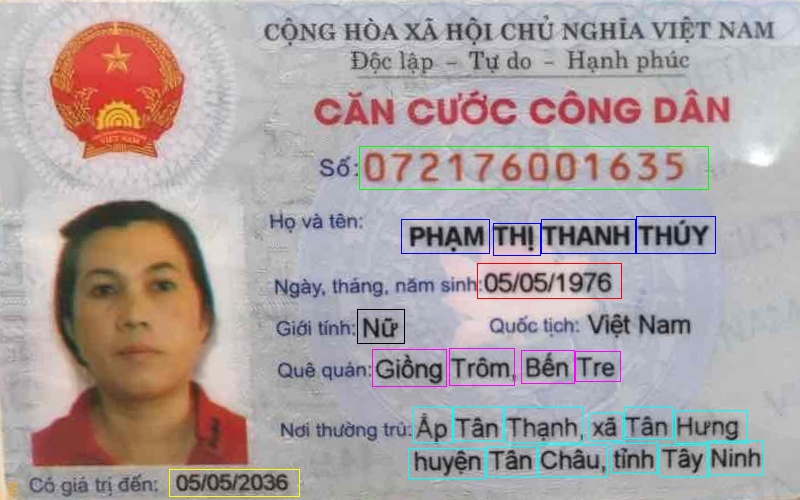 CỘNG HÒA XÃ HỘI CHỦ NGHĨA VIỆT NAM
Độc lập – Tự do – Hạnh phúc
CĂN CƯỚC CÔNG DÂN
VIỆT NAM
Số: 072176001635
Họ và tên: PHẠM THỊ THANH THÚY
Ngày, tháng, năm sinh: 05/05/1976
Giới tính: Nữ Quốc tịch: Việt Nam
Quê quán: Giồng Trôm, Bến Tre
Nơi thường trú: Ấp Tân Thạnh, xã Tân Hưng
huyện Tân Châu, tỉnh Tây Ninh
Có giá trị đến: 05/05/2036